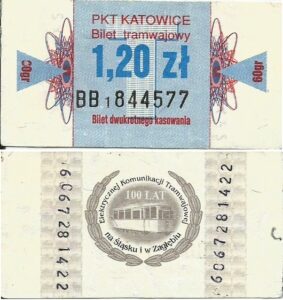 PKT KATOWICE
Bilet tramwajowy
1,20 zł
60gr
60gr
BB 1 844577
Bilet dwukrotnego kasowania
6067281422
Elektrycznej Komunikacji Tramwajowej
100 LAT
na Śląsku i w Zagłębiu
6067281422